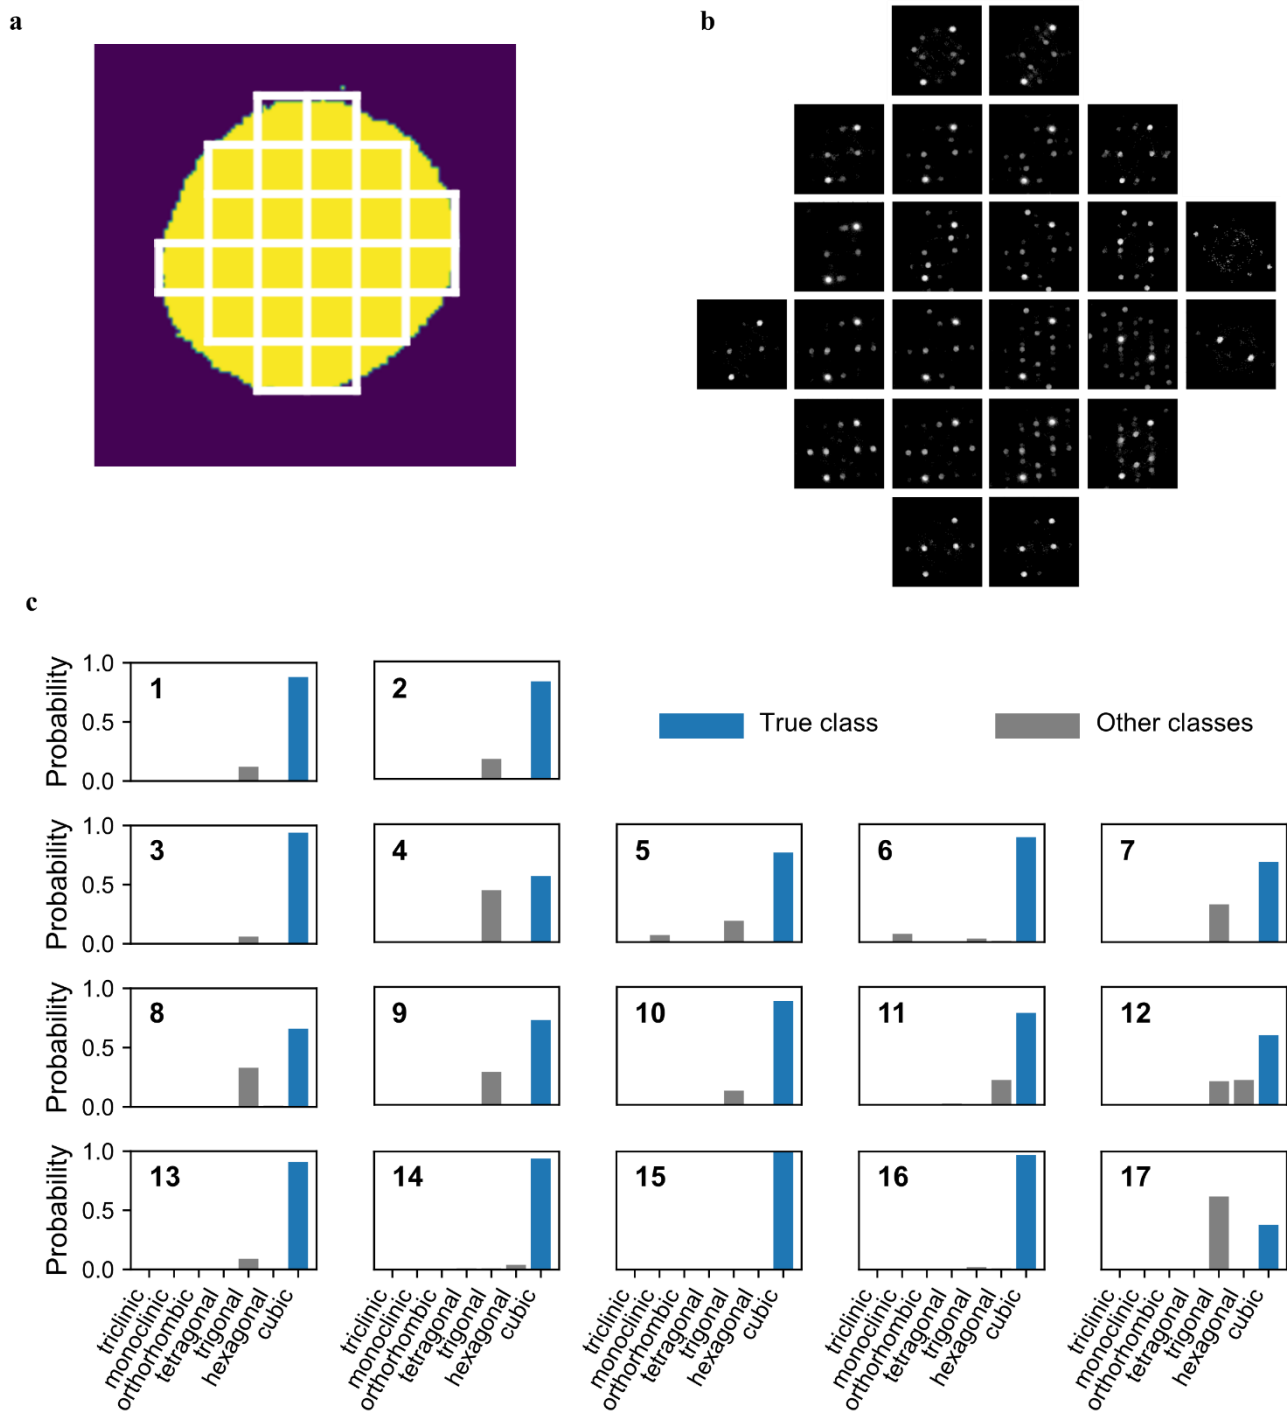 a
b
c
1.0
0.5
0.0
Probability
1
2
True class
Other classes
1.0
0.5
0.0
Probability
3
4
5
6
7
1.0
0.5
0.0
Probability
8
9
10
11
12
1.0
0.5
0.0
Probability
13
14
15
16
17
triclinic
monoclinic
orthorhombic
tetragonal
trigonal
hexagonal
cubic
triclinic
monoclinic
orthorhombic
tetragonal
trigonal
hexagonal
cubic
triclinic
monoclinic
orthorhombic
tetragonal
trigonal
hexagonal
cubic
triclinic
monoclinic
orthorhombic
tetragonal
trigonal
hexagonal
cubic
triclinic
monoclinic
orthorhombic
tetragonal
trigonal
hexagonal
cubic